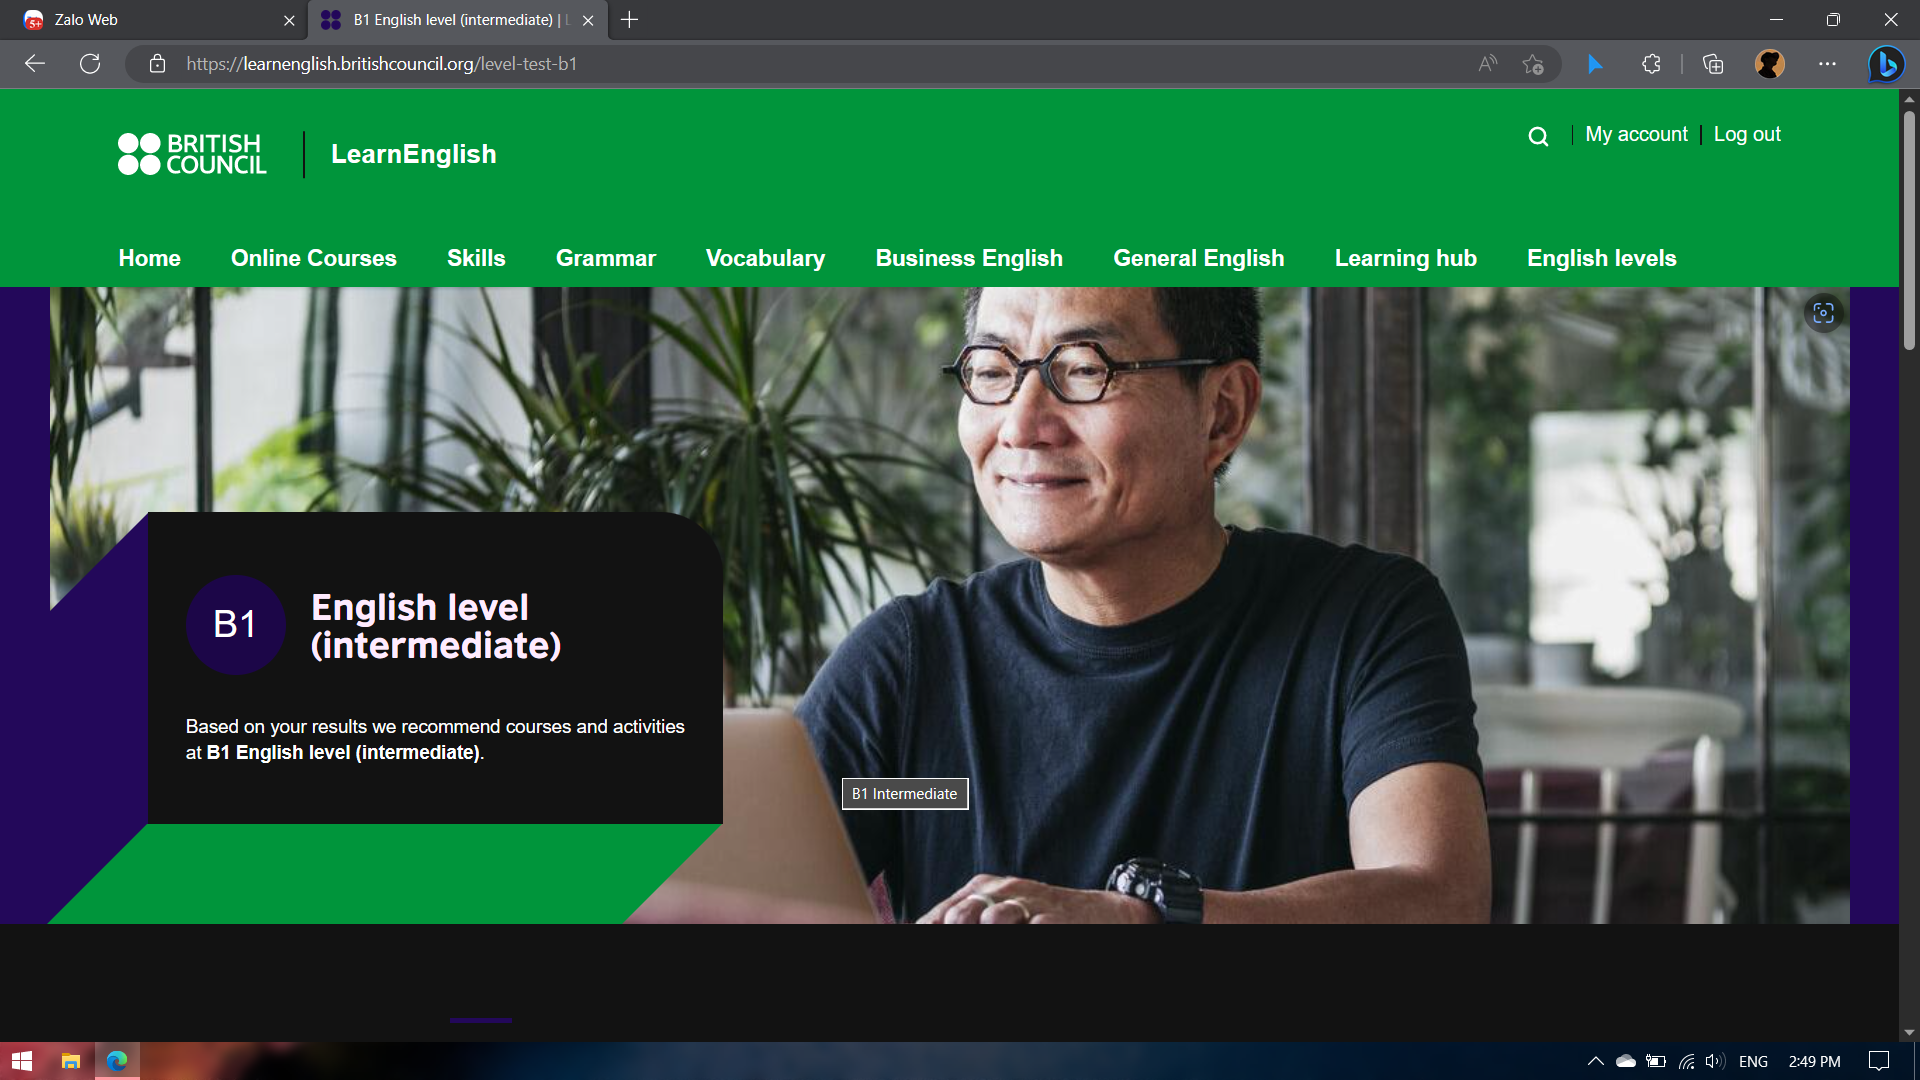 Zalo Web
B1 English level (intermediate) | L
https://learnenglish.britishcouncil.org/level-test-b1
BRITISH
COUNCIL
LearnEnglish
My account
Log out
Home
Online Courses
Skills
Grammar
Vocabulary
Business English
General English
Learning hub
English levels
B1
English level
(intermediate)
Based on your results we recommend courses and activities
at B1 English level (intermediate).
B1 Intermediate
ENG
2:49 PM